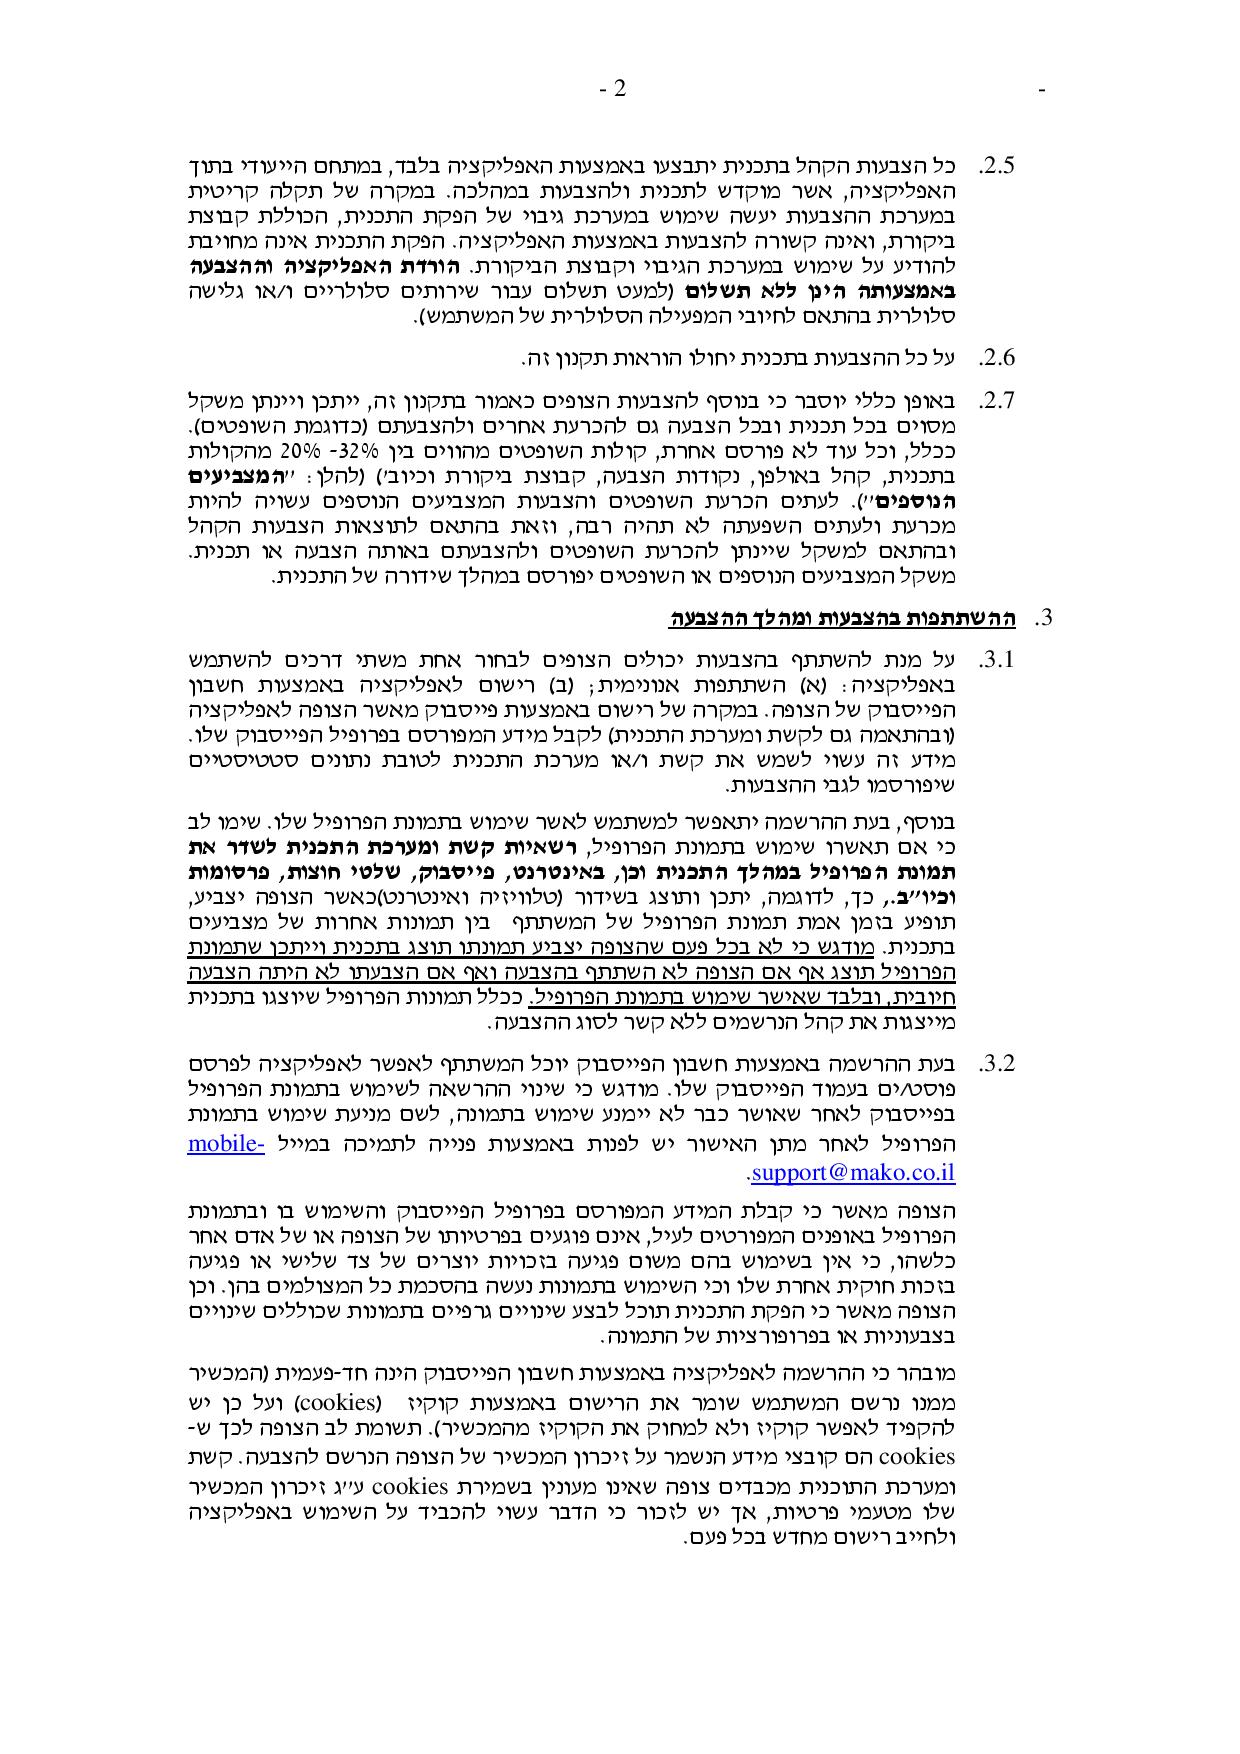 - 2 -
2.5. כל הצבעות הקהל בתכנית יתבצעו באמצעות האפליקציה בלבד, במתחם הייעודי בתוך
האפליקציה, אשר מוקדש לתכנית ולהצבעות במהלכה. במקרה של תקלה קריטית
במערכת ההצבעות יעשה שימוש במערכת גיבוי של הפקת התכנית, הכוללת קבוצת
ביקורת, ואינה קשורה להצבעות באמצעות האפליקציה. הפקת התכנית אינה מחויבת
להודיע על שימוש במערכת הגיבוי וקבוצת הביקורת. הורדת האפליקציה וההצבעה
באמצעותה הינן ללא תשלום (למעט תשלום עבור שירותים סלולריים ו/או גלישה
סלולרית בהתאם לחיובי המפעילה הסלולרית של המשתמש).
2.6. על כל ההצבעות בתכנית יחולו הוראות תקנון זה.
2.7. באופן כללי יוסבר כי בנוסף להצבעות הצופים כאמור בתקנון זה, ייתכן ויינתן משקל
מסוים בכל תכנית ובכל הצבעה גם להכרעת אחרים ולהצבעתם (כדוגמת השופטים).
ככלל, וכל עוד לא פורסם אחרת, קולות השופטים מהווים בין 32%- 20% מהקולות
בתכנית, קהל באולפן, נקודות הצבעה, קבוצת ביקורת וכיוב') (להלן: "המצביעים
הנוספים"). לעתים הכרעת השופטים והצבעות המצביעים הנוספים עשויה להיות
מכרעת ולעתים השפעתה לא תהיה רבה, וזאת בהתאם לתוצאות הצבעות הקהל
ובהתאם למשקל שיינתן להכרעת השופטים ולהצבעתם באותה הצבעה או תכנית.
משקל המצביעים הנוספים או השופטים יפורסם במהלך שידורה של התכנית.
3. ההשתתפות בהצבעות ומהלך ההצבעה
3.1. על מנת להשתתף בהצבעות יכולים הצופים לבחור אחת משתי דרכים להשתמש
באפליקציה: (א) השתתפות אנונימית; (ב) רישום לאפליקציה באמצעות חשבון
הפייסבוק של הצופה. במקרה של רישום באמצעות פייסבוק מאשר הצופה לאפליקציה
(ובהתאמה גם לקשת ומערכת התכנית) לקבל מידע המפורסם בפרופיל הפייסבוק שלו.
מידע זה עשוי לשמש את קשת ו/או מערכת התכנית לטובת נתונים סטטיסטיים
שיפורסמו לגבי ההצבעות.
בנוסף, בעת ההרשמה יתאפשר למשתמש לאשר שימוש בתמונת הפרופיל שלו. שימו לב
כי אם תאשרו שימוש בתמונת הפרופיל, רשאיות קשת ומערכת התכנית לשדר את
תמונת הפרופיל במהלך התכנית וכן, באינטרנט, פייסבוק, שלטי חוצות, פרסומות
וכיו"ב., כך, לדוגמה, יתכן ותוצג בשידור (טלוויזיה ואינטרנט)כאשר הצופה יצביע,
תופיע בזמן אמת תמונת הפרופיל של המשתתף בין תמונות אחרות של מצביעים
בתכנית. מודגש כי לא בכל פעם שהצופה יצביע תמונתו תוצג בתכנית וייתכן שתמונת
הפרופיל תוצג אף אם הצופה לא השתתף בהצבעה ואף אם הצבעתו לא היתה הצבעה
חיובית, ובלבד שאישר שימוש בתמונת הפרופיל. ככלל תמונות הפרופיל שיוצגו בתכנית
מייצגות את קהל הנרשמים ללא קשר לסוג ההצבעה.
3.2. בעת ההרשמה באמצעות חשבון הפייסבוק יוכל המשתתף לאפשר לאפליקציה לפרסם
פוסט/ים בעמוד הפייסבוק שלו. מודגש כי שינוי ההרשאה לשימוש בתמונת הפרופיל
בפייסבוק לאחר שאושר כבר לא יימנע שימוש בתמונה, לשם מניעת שימוש בתמונת
הפרופיל לאחר מתן האישור יש לפנות באמצעות פנייה לתמיכה במייל mobile-
support@mako.co.il.
הצופה מאשר כי קבלת המידע המפורסם בפרופיל הפייסבוק והשימוש בו ובתמונת
הפרופיל באופנים המפורטים לעיל, אינם פוגעים בפרטיותו של הצופה או של אדם אחר
כלשהו, כי אין בשימוש בהם משום פגיעה בזכויות יוצרים של צד שלישי או פגיעה
בזכות חוקית אחרת שלו וכי השימוש בתמונות נעשה בהסכמת כל המצולמים בהן. וכן
הצופה מאשר כי הפקת התכנית תוכל לבצע שינויים גרפיים בתמונות שכוללים שינויים
בצבעוניות או בפרופורציות של התמונה.
מובהר כי ההרשמה לאפליקציה באמצעות חשבון הפייסבוק הינה חד-פעמית (המכשיר
ממנו נרשם המשתמש שומר את הרישום באמצעות קוקיז (cookies) ועל כן יש
להקפיד לאפשר קוקיז ולא למחוק את הקוקיז מהמכשיר). תשומת לב הצופה לכך ש-
cookies הם קובצי מידע הנשמר על זיכרון המכשיר של הצופה הנרשם להצבעה. קשת
ומערכת התוכנית מכבדים צופה שאינו מעונין בשמירת cookies ע"ג זיכרון המכשיר
שלו מטעמי פרטיות, אך יש לזכור כי הדבר עשוי להכביד על השימוש באפליקציה
ולחייב רישום מחדש בכל פעם.